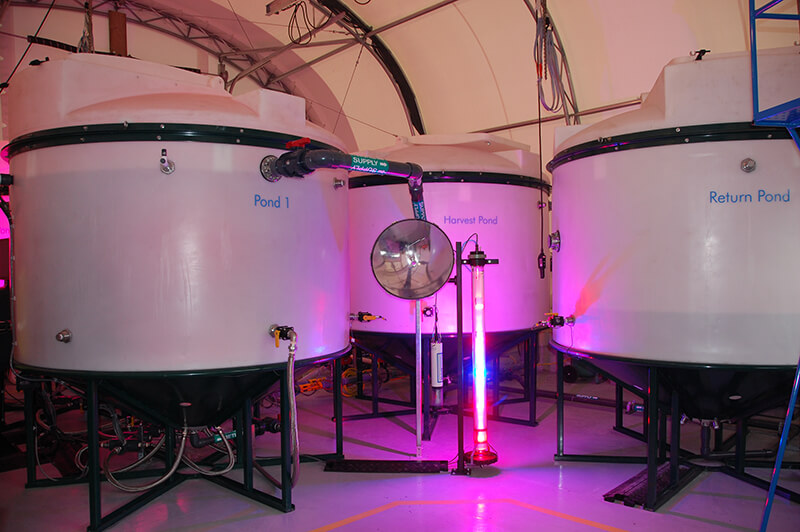 SUPPLY
Pond 1
Harvest Pond
Return Pond